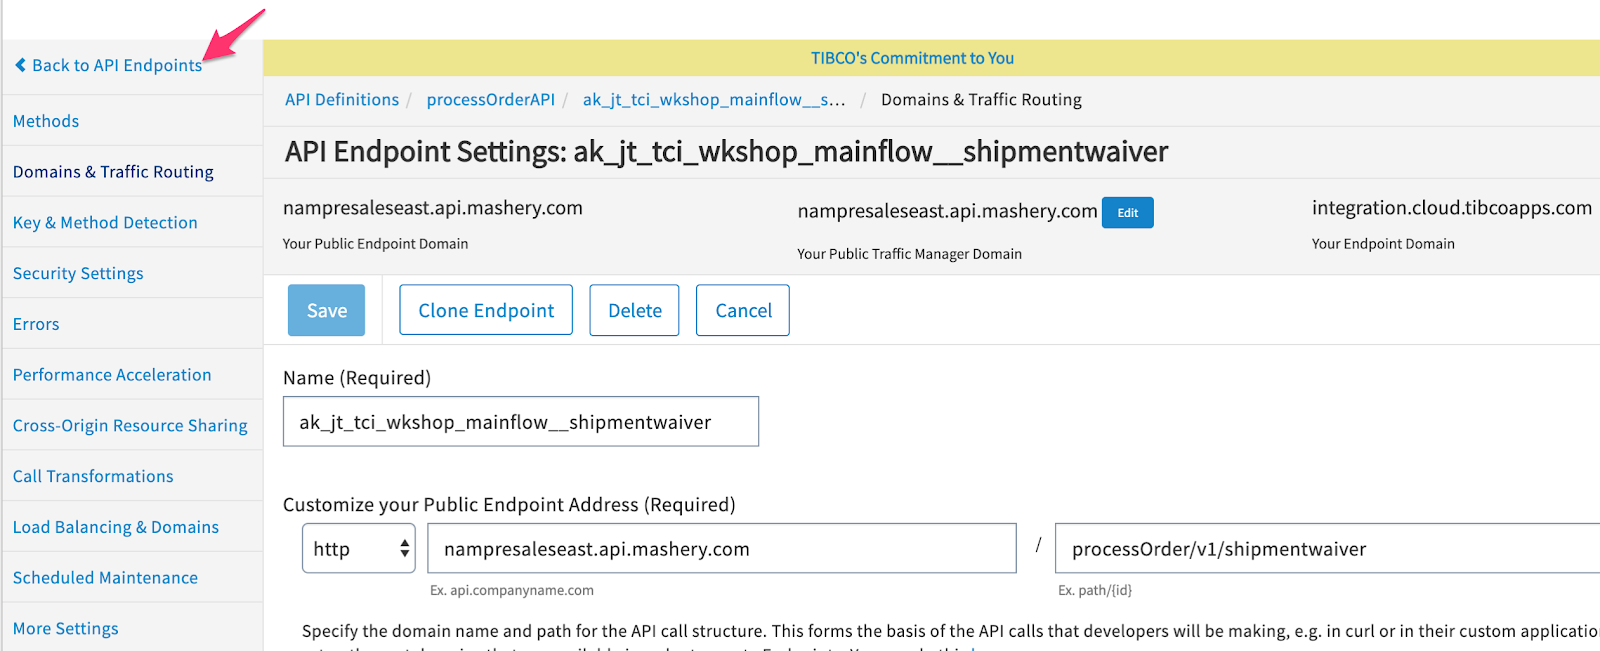 Back to API Endpoints
Methods
Domains & Traffic Routing
Key & Method Detection
Security Settings
Errors
Performance Acceleration
Cross-Origin Resource Sharing
Call Transformations
Load Balancing & Domains
Scheduled Maintenance
More Settings
TIBCO's Commitment to You
API Definitions / processOrderAPI / ak_jt_tci_wkshop_mainflow__s... / Domains & Traffic Routing
API Endpoint Settings: ak_jt_tci_wkshop_mainflow__shipmentwaiver
nampresaleseast.api.mashery.com
Your Public Endpoint Domain
nampresaleseast.api.mashery.com Edit
Your Public Traffic Manager Domain
integration.cloud.tibcoapps.com
Your Endpoint Domain
Save Clone Endpoint Delete Cancel
Name (Required)
ak_jt_tci_wkshop_mainflow__shipmentwaiver
Customize your Public Endpoint Address (Required)
http nampresaleseast.api.mashery.com / processOrder/v1/shipmentwaiver
Ex. api.companyname.com Ex. path/{id}
Specify the domain name and path for the API call structure. This forms the basis of the API calls that developers will be making, e.g. in curl or in their custom applicatio